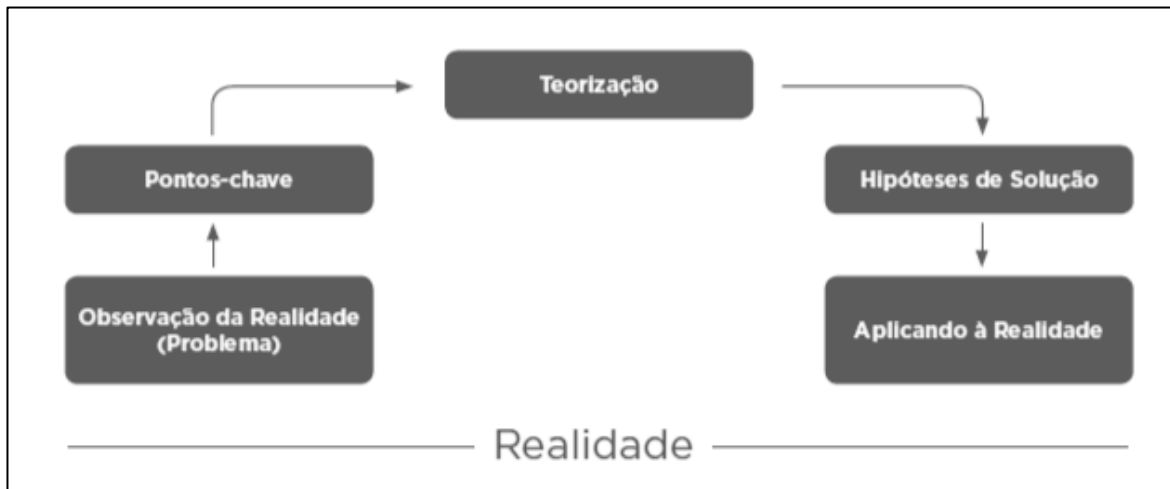 Teorização
Pontos-chave
Hipóteses de Solução
Observação da Realidade
(Problema)
Aplicando à Realidade
Realidade